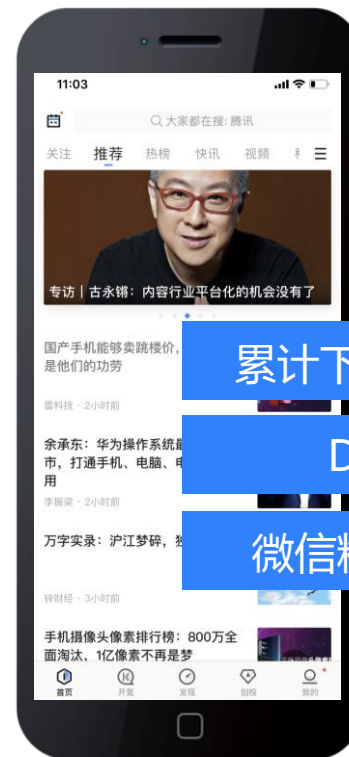 11:03
大家都在搜: 腾讯
关注 推荐 热榜 快讯 视频
专访｜古永锵：内容行业平台化的机会没有了
国产手机能够卖跳楼价，
是他们的功劳
雷科技 · 2小时前
累计下
余承东：华为操作系统最
市，打通手机、电脑、电
用
李振梁 · 2小时前
D
万字实录：沪江梦碎，独
微信粉
锌财经 · 3小时前
手机摄像头像素排行榜：800万全
面淘汰，1亿像素不再是梦
首页 开氪 发现 创投 我的